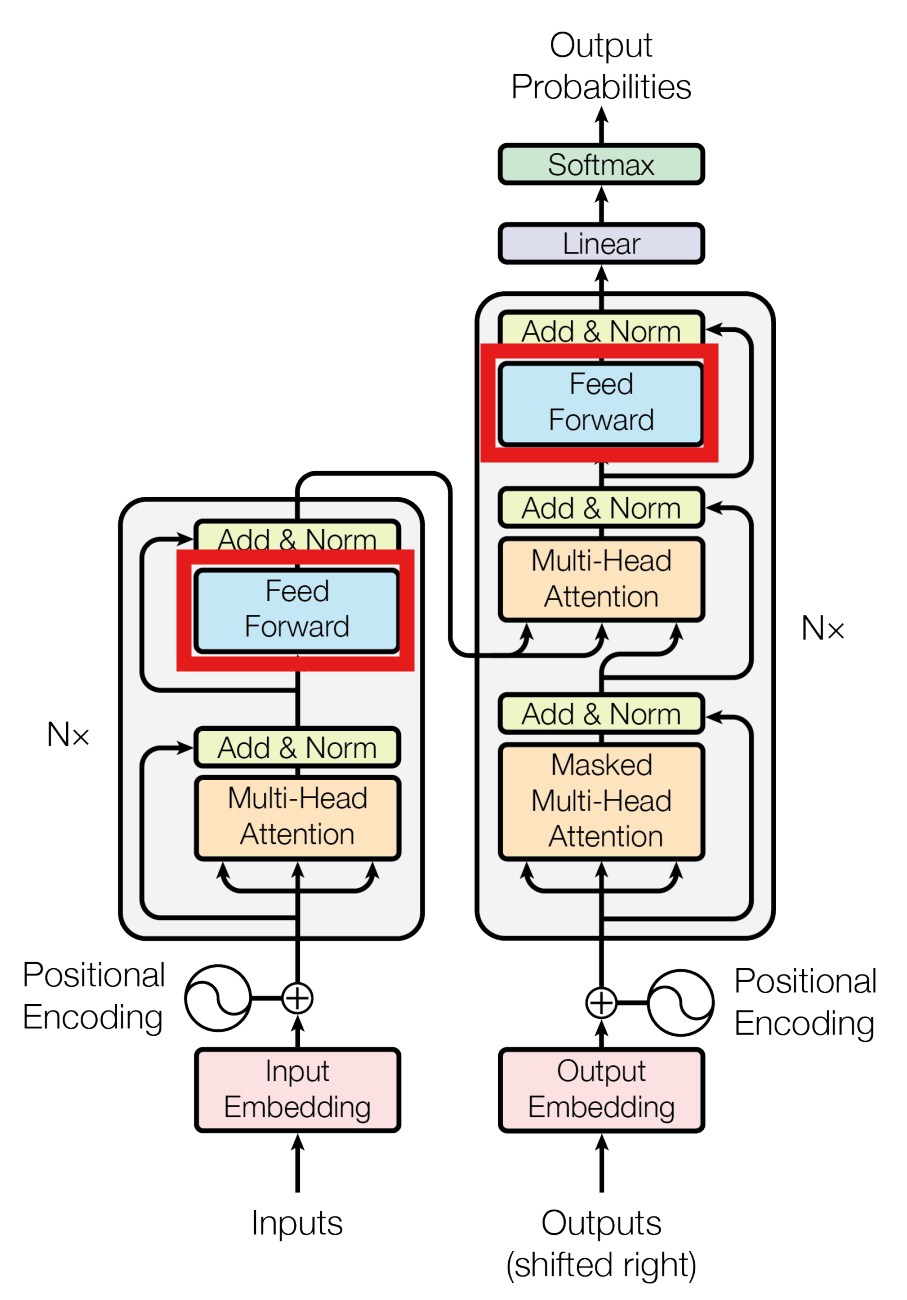 Output
Probabilities
Softmax
Linear
Add & Norm
Feed
Forward
Add & Norm
Multi-Head
Attention
Add & Norm
Masked
Multi-Head
Attention
N×
Add & Norm
Feed
Forward
Add & Norm
Multi-Head
Attention
N×
Positional
Encoding
Positional
Encoding
Input
Embedding
Output
Embedding
Inputs
Outputs
(shifted right)